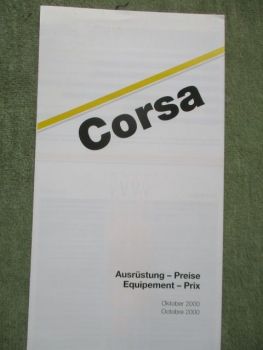 Corsa
Ausrüstung – Preise
Equipement – Prix
Oktober 2000
Octobre 2000